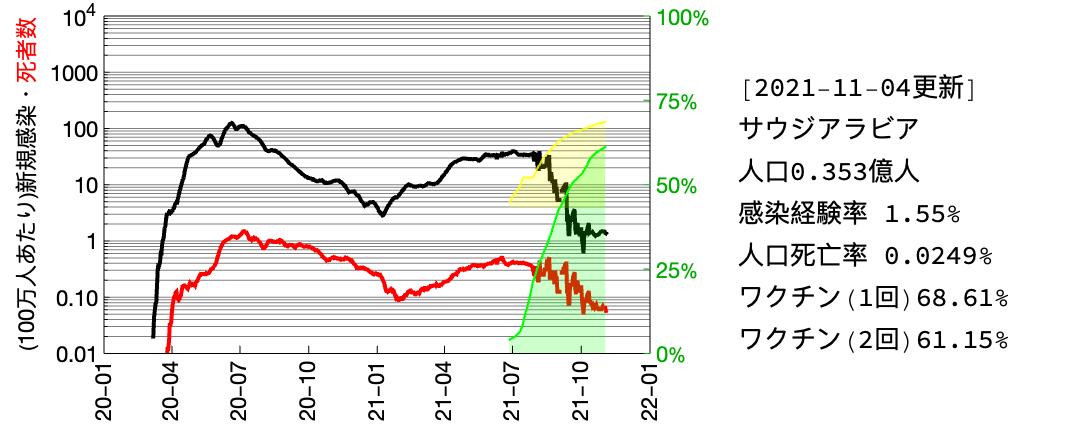 (100万人あたり)新規感染・死者数
10⁴
1000
100
10
1
0.10
0.01
100%
75%
50%
25%
0%
20-01
20-04
20-07
20-10
21-01
21-04
21-07
21-10
22-01
[2021-11-04更新]
サウジアラビア
人口0.353億人
感染経験率 1.55%
人口死亡率 0.0249%
ワクチン(1回)68.61%
ワクチン(2回)61.15%